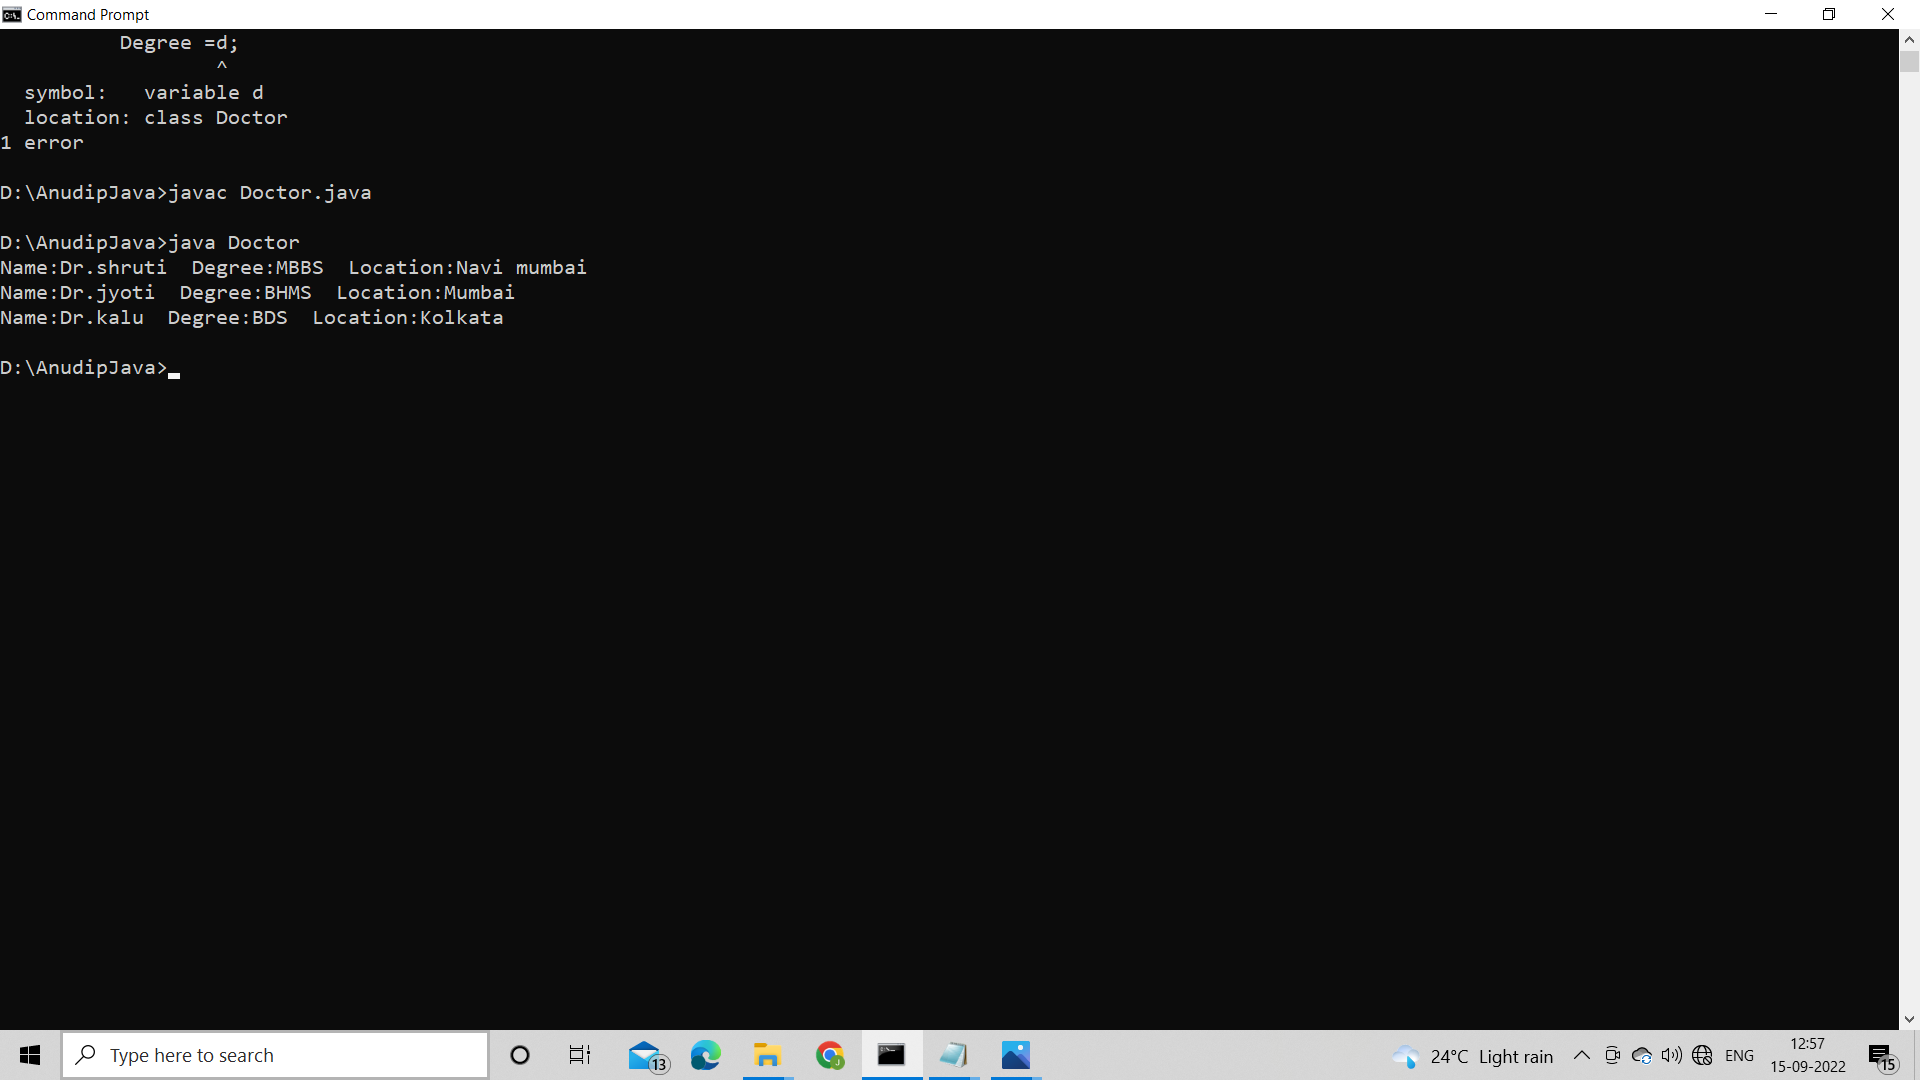 Command Prompt
Degree =d;
^
symbol:   variable d
location: class Doctor
1 error
D:\AnudipJava>javac Doctor.java
D:\AnudipJava>java Doctor
Name:Dr.shruti  Degree:MBBS  Location:Navi mumbai
Name:Dr.jyoti  Degree:BHMS  Location:Mumbai
Name:Dr.kalu  Degree:BDS  Location:Kolkata
D:\AnudipJava>
Type here to search
13
24°C Light rain
ENG
12:57
15-09-2022
15